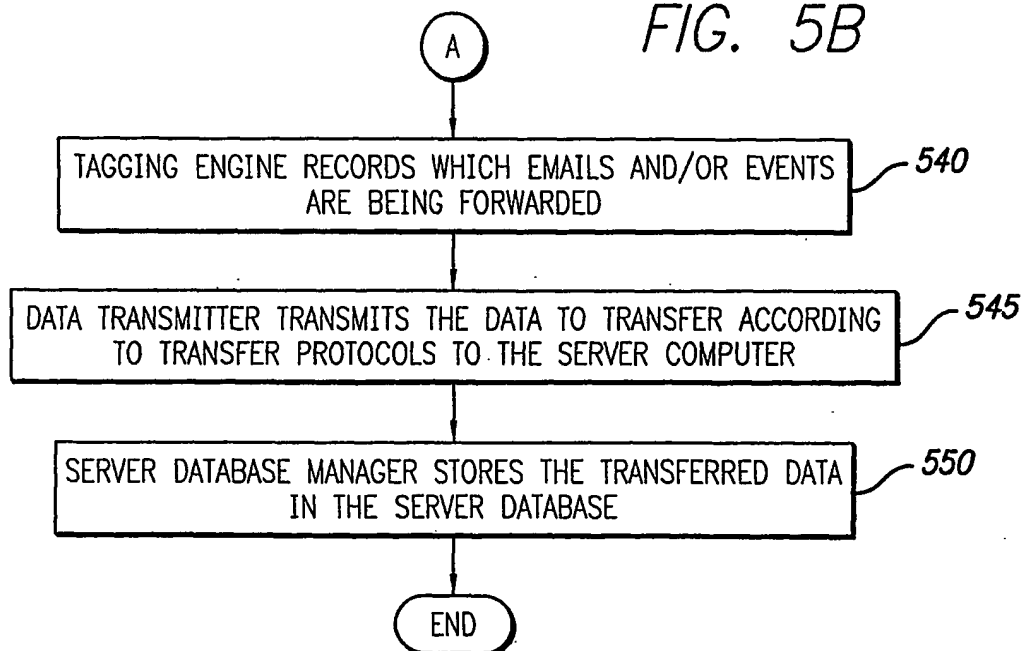 FIG. 5B
A
TAGGING ENGINE RECORDS WHICH EMAILS AND/OR EVENTS
ARE BEING FORWARDED
540
DATA TRANSMITTER TRANSMITS THE DATA TO TRANSFER ACCORDING
TO TRANSFER PROTOCOLS TO THE SERVER COMPUTER
545
SERVER DATABASE MANAGER STORES THE TRANSFERRED DATA
IN THE SERVER DATABASE
550
END